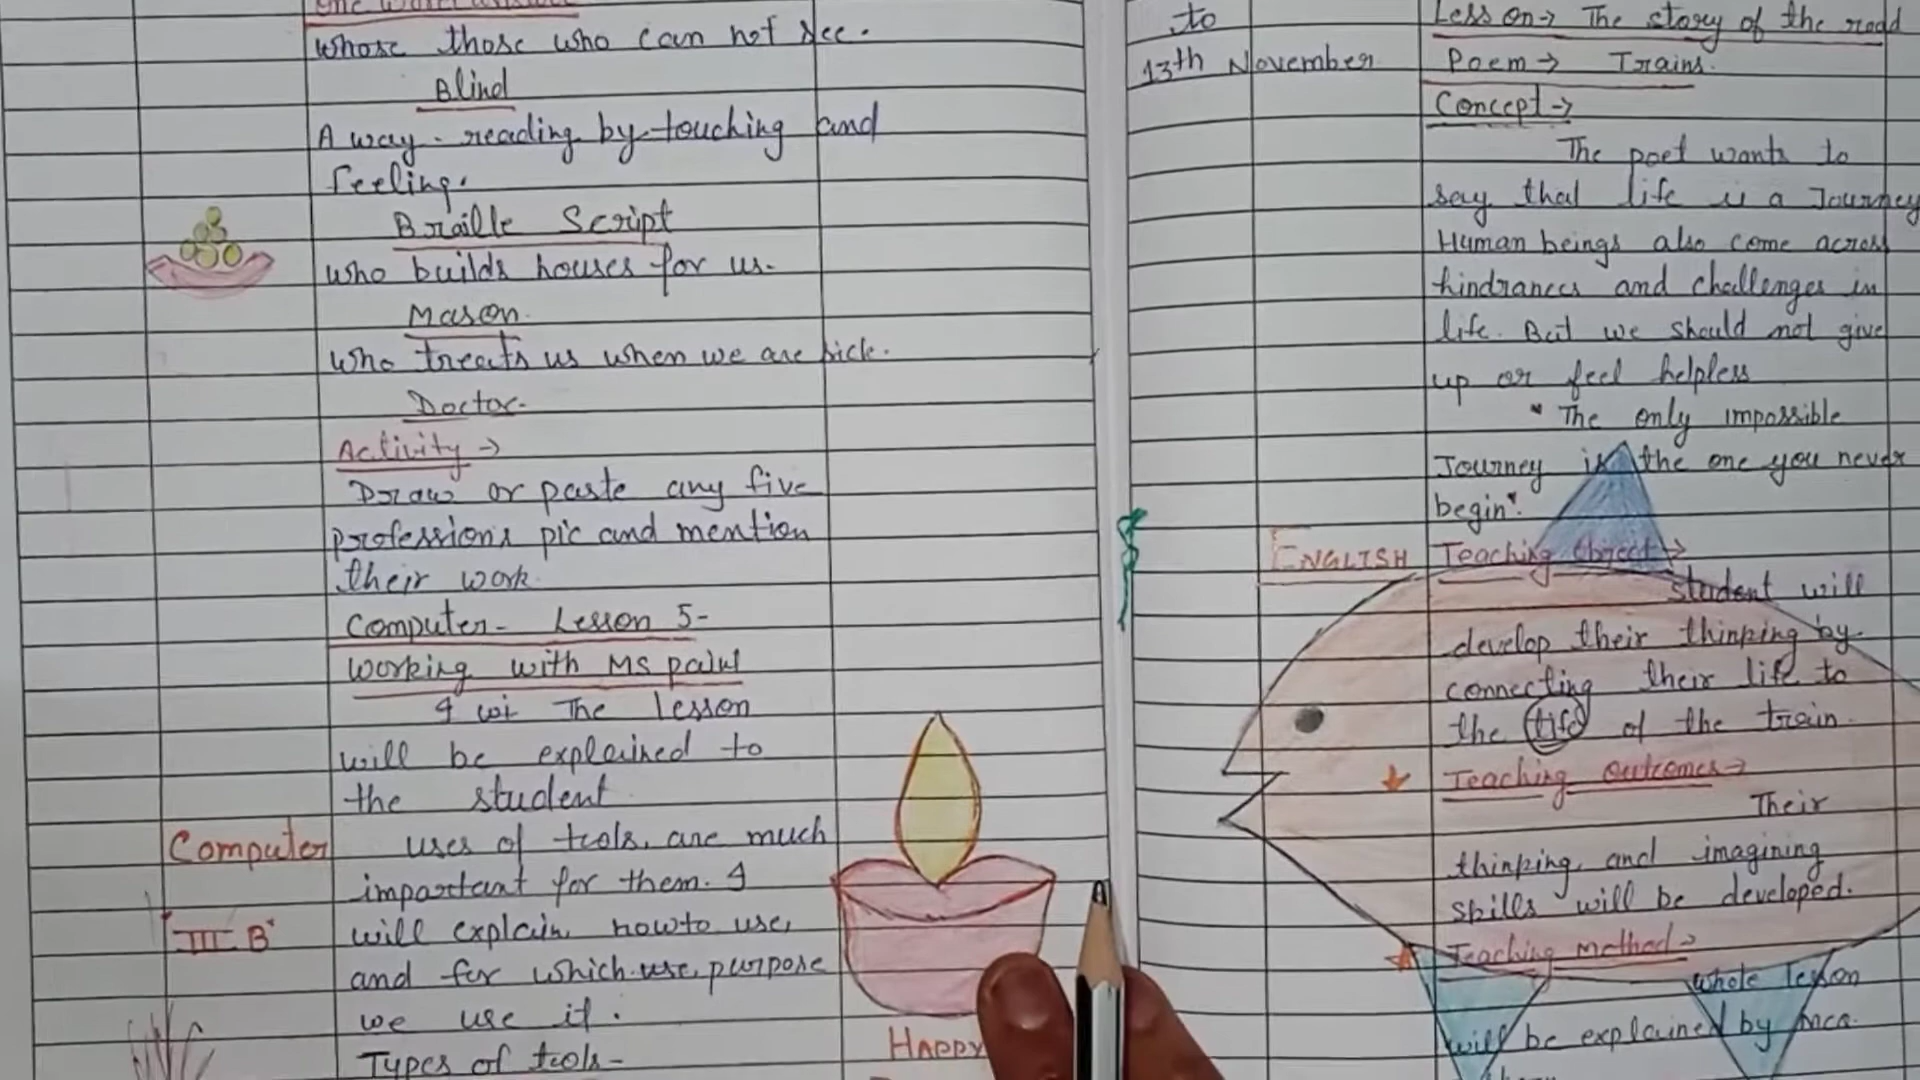 One word answer
whose those who can not see.
Blind
A way. reading by touching and
feeling.
Braille Script
who builds houses for us.
Mason.
who treats us when we are sick.
Doctor.
Activity →
Draw or paste any five
profession's pic and mention
their work.
Computer- Lesson 5-
Working with MS paint
I wi The lesson
will be explained to
the student
Computer
uses of tools, are much
important for them. I
III B
will explain, how to use,
and for which use, purpose
we use it.
Types of tools-
HAPPY
to
13th November
Lesson → The story of the road
Poem → Trains.
Concept →
The poet wants to
say that life is a Journey
Human beings also come across
hindrances and challenges in
life. But we should not give
up or feel helpless
" The only impossible
Journey is the one you never
begin".
ENGLISH
Teaching Object →
Student will
develop their thinking by
connecting their life to
the life of the train.
Teaching outcomes →
Their
thinking, and imagining
skills will be developed.
Teaching method →
whole lesson
will be explained by me.